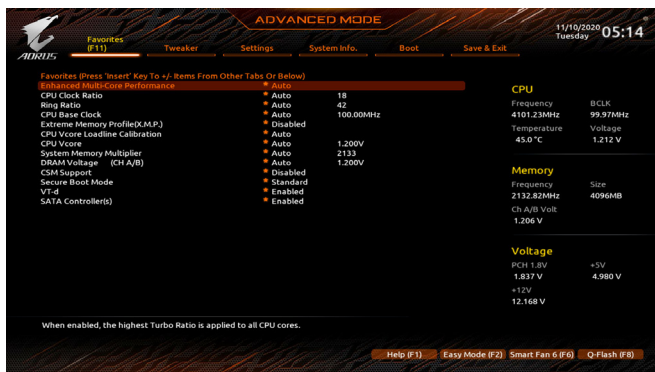 ADVANCED MODE
11/10/2020 Tuesday 05:14
AORUS
Favorites (F11) Tweaker Settings System Info. Boot Save & Exit
Favorites (Press 'Insert' Key To +/- Items From Other Tabs Or Below)
Enhanced Multi-Core Performance * Auto
CPU Clock Ratio * Auto 18
Ring Ratio * Auto 42
CPU Base Clock * Auto 100.00MHz
Extreme Memory Profile(X.M.P.) * Disabled
CPU Vcore Loadline Calibration * Auto
CPU Vcore * Auto 1.200V
System Memory Multiplier * Auto 2133
DRAM Voltage (CH A/B) * Auto 1.200V
CSM Support * Disabled
Secure Boot Mode * Standard
VT-d * Enabled
SATA Controller(s) * Enabled
CPU
Frequency BCLK
4101.23MHz 99.97MHz
Temperature Voltage
45.0 °C 1.212 V
Memory
Frequency Size
2132.82MHz 4096MB
Ch A/B Volt
1.206 V
Voltage
PCH 1.8V +5V
1.837 V 4.980 V
+12V
12.168 V
When enabled, the highest Turbo Ratio is applied to all CPU cores.
Help (F1) Easy Mode (F2) Smart Fan 6 (F6) Q-Flash (F8)